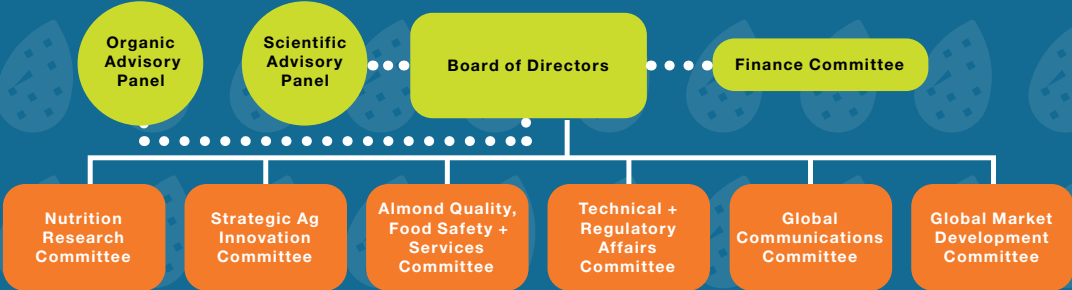 Organic
Advisory
Panel
Scientific
Advisory
Panel
Board of Directors
Finance Committee
Nutrition
Research
Committee
Strategic Ag
Innovation
Committee
Almond Quality,
Food Safety +
Services
Committee
Technical +
Regulatory
Affairs
Committee
Global
Communications
Committee
Global Market
Development
Committee